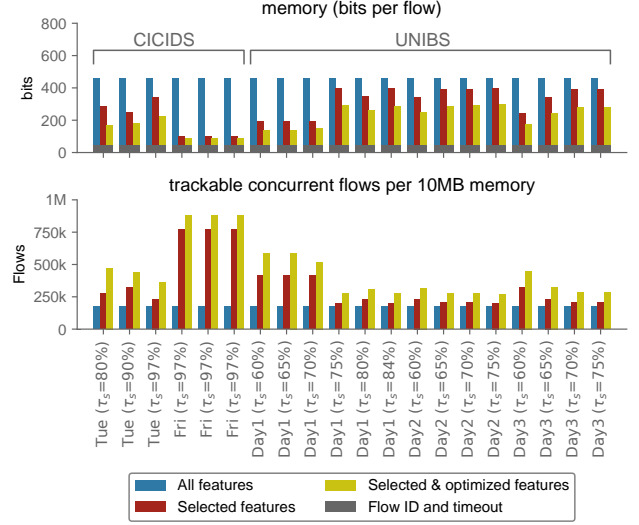 memory (bits per flow)
CICIDS
UNIBS
bits
800
600
400
200
0
trackable concurrent flows per 10MB memory
Flows
1M
750k
500k
250k
0
Tue (τs=80%)
Tue (τs=90%)
Tue (τs=97%)
Fri (τs=97%)
Fri (τs=97%)
Fri (τs=97%)
Day1 (τs=60%)
Day1 (τs=65%)
Day1 (τs=70%)
Day1 (τs=75%)
Day1 (τs=80%)
Day1 (τs=84%)
Day2 (τs=60%)
Day2 (τs=65%)
Day2 (τs=70%)
Day2 (τs=75%)
Day3 (τs=60%)
Day3 (τs=65%)
Day3 (τs=70%)
Day3 (τs=75%)
All features
Selected features
Selected & optimized features
Flow ID and timeout